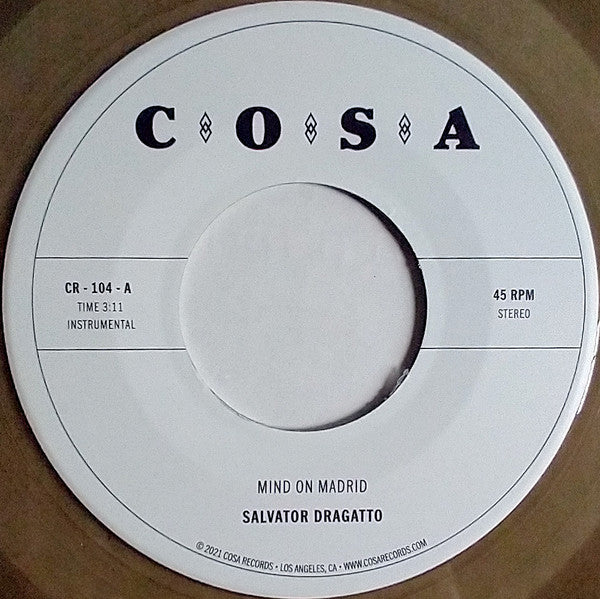 COSA
CR - 104 - A
TIME 3:11
INSTRUMENTAL
45 RPM
STEREO
MIND ON MADRID
SALVATOR DRAGATTO
© 2021 COSA RECORDS • LOS ANGELES, CA • WWW.COSARECORDS.COM